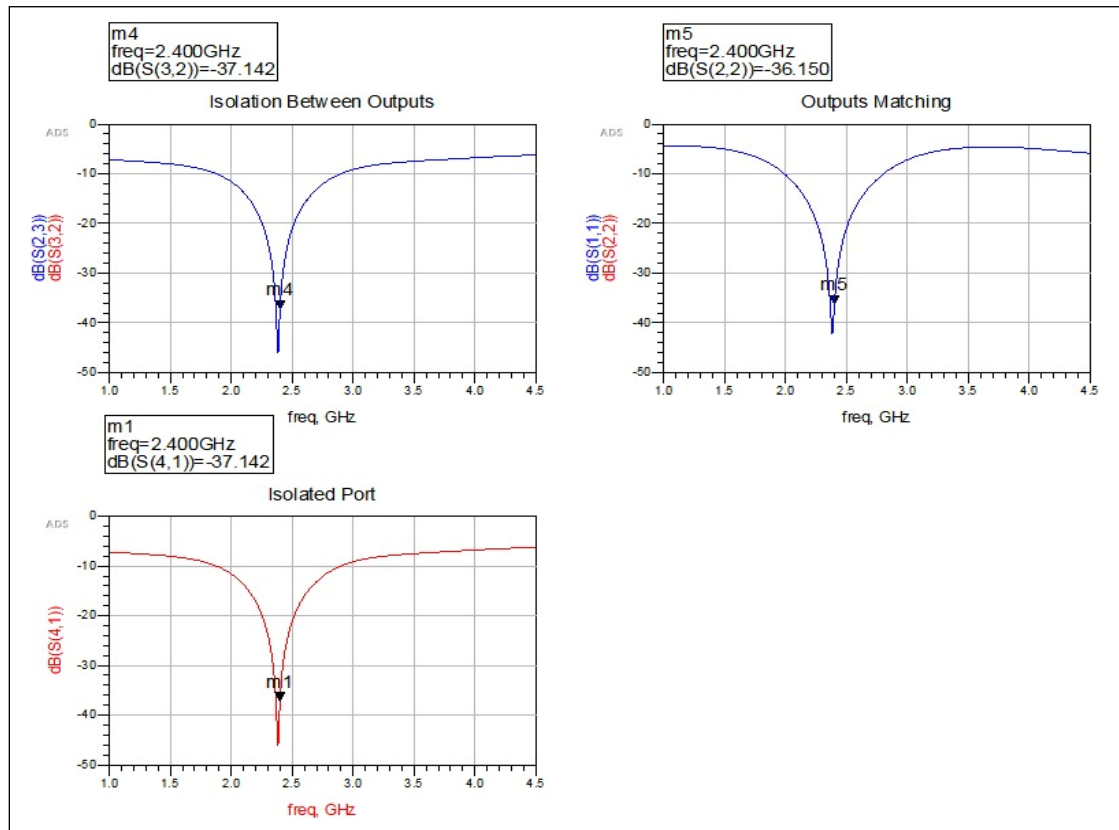 m4
freq=2.400GHz
dB(S(3,2))=-37.142
Isolation Between Outputs
ADS
0
-10
-20
-30
-40
-50
dB(S(2,3))
dB(S(3,2))
m4
1.0 1.5 2.0 2.5 3.0 3.5 4.0 4.5
freq, GHz
m5
freq=2.400GHz
dB(S(2,2))=-36.150
Outputs Matching
ADS
0
-10
-20
-30
-40
-50
dB(S(1,1))
dB(S(2,2))
m5
1.0 1.5 2.0 2.5 3.0 3.5 4.0 4.5
freq, GHz
m1
freq=2.400GHz
dB(S(4,1))=-37.142
Isolated Port
ADS
0
-10
-20
-30
-40
-50
dB(S(4,1))
m1
1.0 1.5 2.0 2.5 3.0 3.5 4.0 4.5
freq, GHz